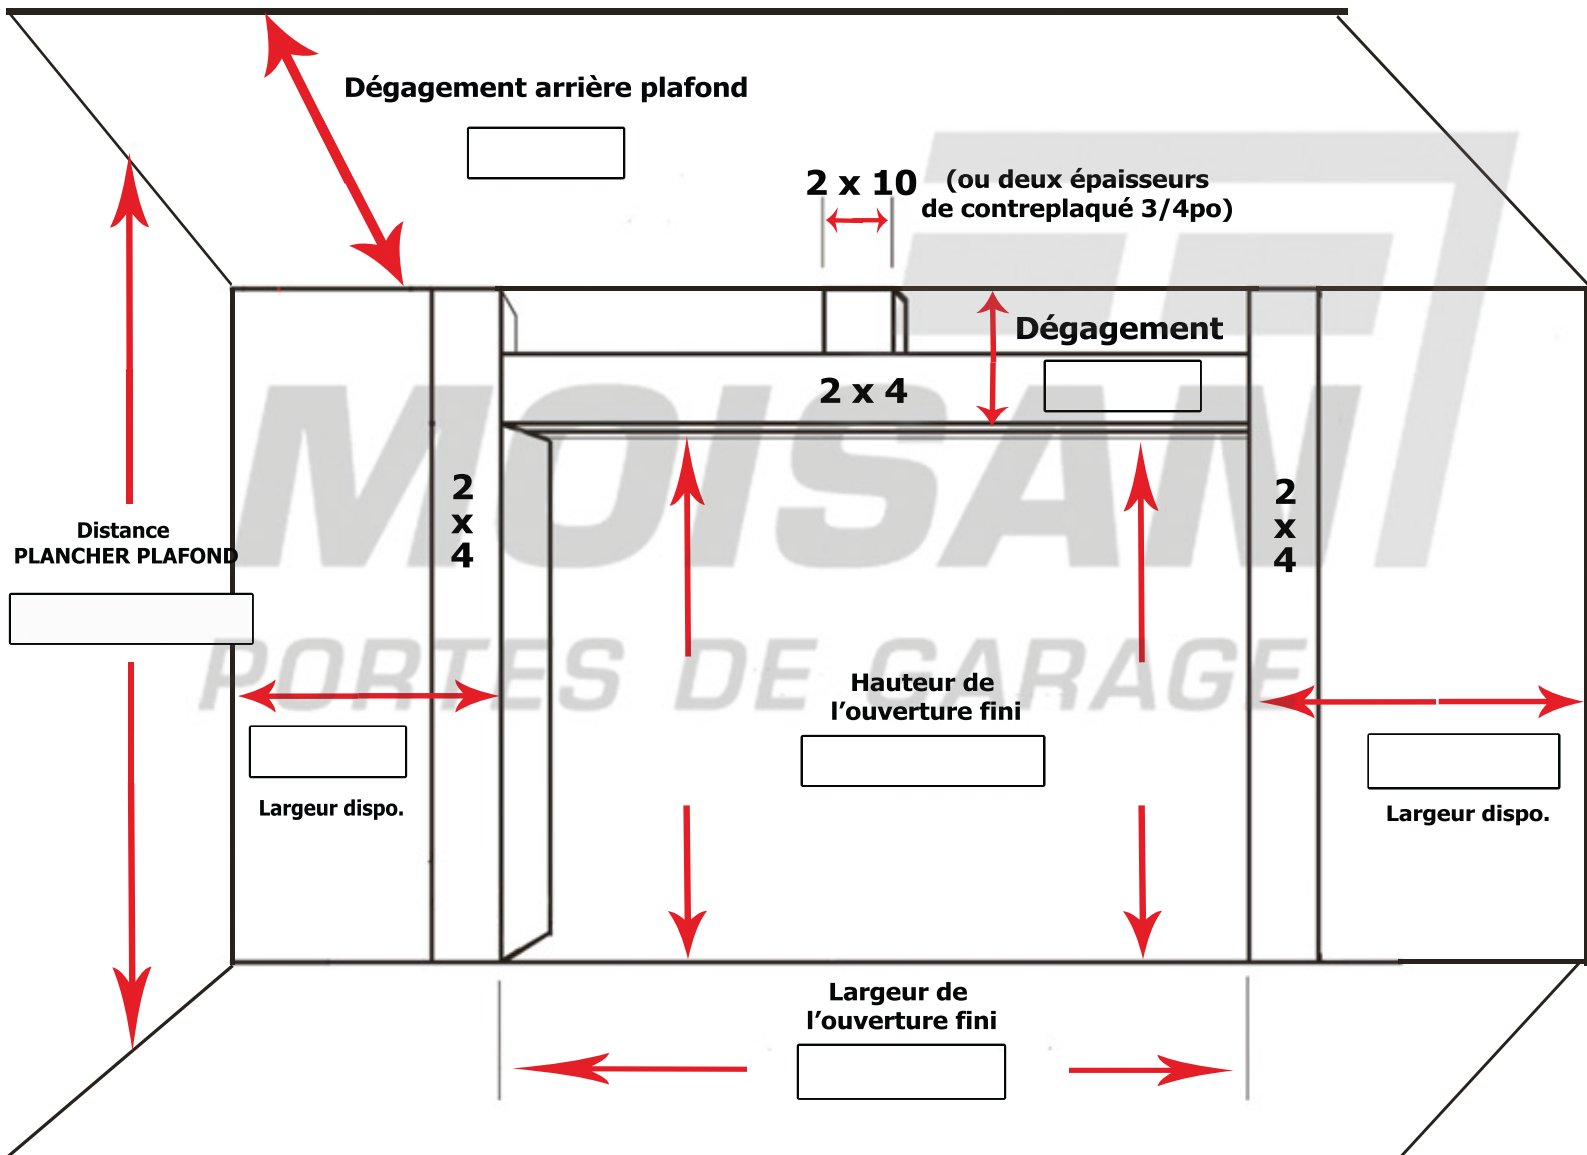 Dégagement arrière plafond
2 x 10
(ou deux épaisseurs
de contreplaqué 3/4po)
Dégagement
2 x 4
MOISAN
2
x
4
2
x
4
Distance
PLANCHER PLAFOND
PORTES DE GARAGE
Hauteur de
l’ouverture fini
Largeur dispo.
Largeur dispo.
Largeur de
l’ouverture fini